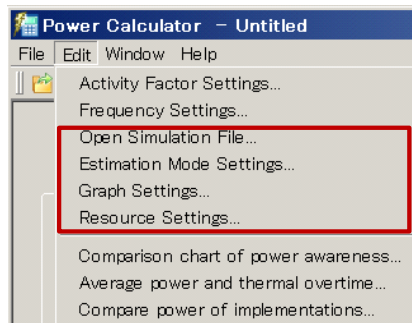 Power Calculator - Untitled
File Edit Window Help
Activity Factor Settings...
Frequency Settings...
Open Simulation File...
Estimation Mode Settings...
Graph Settings...
Resource Settings...
Comparison chart of power awareness...
Average power and thermal overtime...
Compare power of implementations...